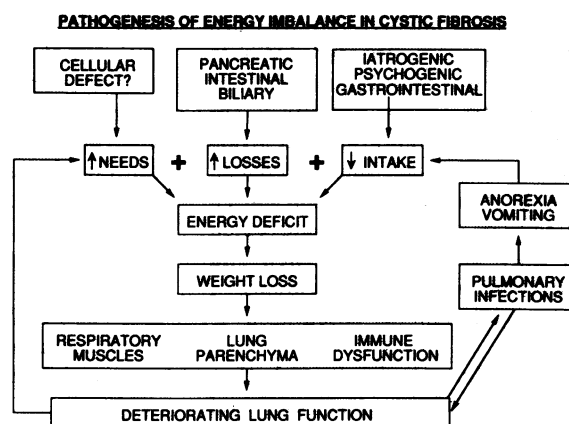 PATHOGENESIS OF ENERGY IMBALANCE IN CYSTIC FIBROSIS
CELLULAR
DEFECT?
PANCREATIC
INTESTINAL
BILIARY
IATROGENIC
PSYCHOGENIC
GASTROINTESTINAL
↑ NEEDS + ↑ LOSSES + ↓ INTAKE
ANOREXIA
VOMITING
ENERGY DEFICIT
WEIGHT LOSS
PULMONARY
INFECTIONS
RESPIRATORY
MUSCLES
LUNG
PARENCHYMA
IMMUNE
DYSFUNCTION
DETERIORATING LUNG FUNCTION